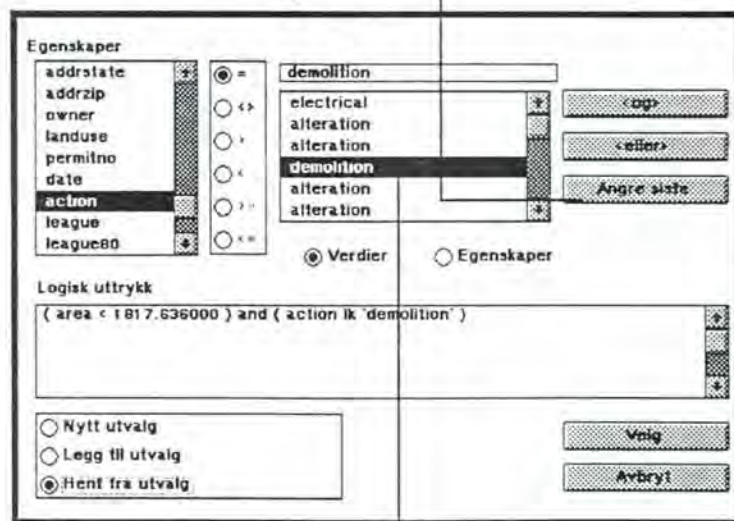 Egenskaper
addrstate
addrzip
owner
landuse
permitno
date
action
league
league80
=
<>
>
<
>=
<=
demolition
electrical
alteration
alteration
demolition
alteration
alteration
<og>
<eller>
Angre siste
Verdier
Egenskaper
Logisk uttrykk
( area < 1817.636000 ) and ( action lk 'demolition' )
Nytt utvalg
Legg til utvalg
Hent fra utvalg
Velg
Avbryt